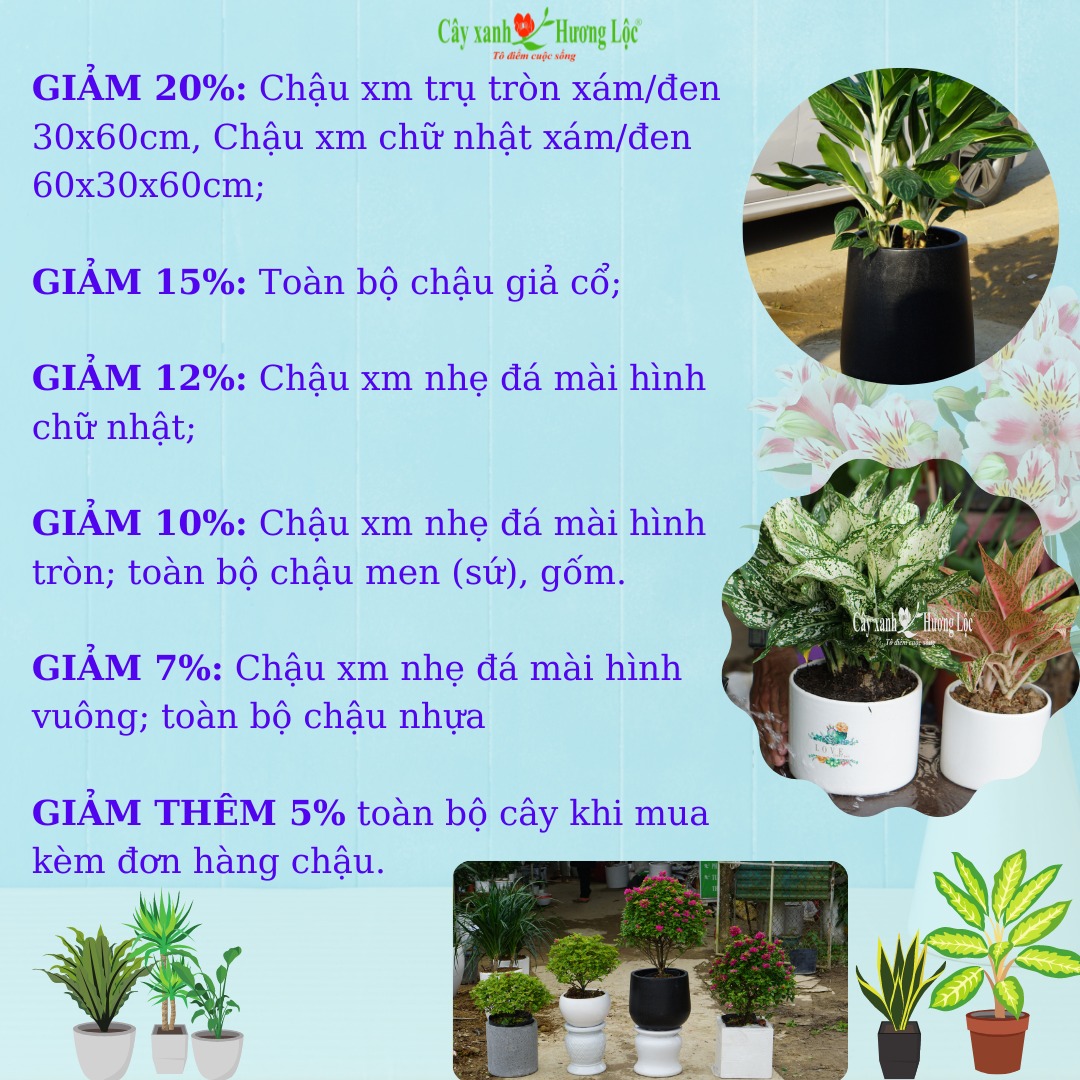 Cây xanh Hương Lộc®
Tô điểm cuộc sống
GIẢM 20%: Chậu xm trụ tròn xám/đen
30x60cm, Chậu xm chữ nhật xám/đen
60x30x60cm;
GIẢM 15%: Toàn bộ chậu giả cổ;
GIẢM 12%: Chậu xm nhẹ đá mài hình
chữ nhật;
GIẢM 10%: Chậu xm nhẹ đá mài hình
tròn; toàn bộ chậu men (sứ), gốm.
Cây xanh Hương Lộc
Tô điểm cuộc sống
GIẢM 7%: Chậu xm nhẹ đá mài hình
vuông; toàn bộ chậu nhựa
LOVE
GIẢM THÊM 5% toàn bộ cây khi mua
kèm đơn hàng chậu.